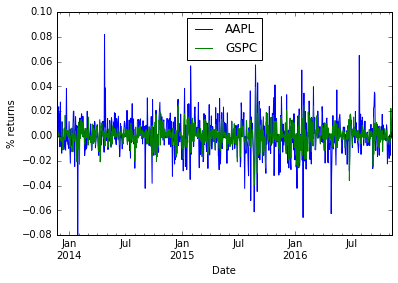 AAPL
GSPC
% returns
0.10
0.08
0.06
0.04
0.02
0.00
−0.02
−0.04
−0.06
−0.08
Jan
2014
Jul
Jan
2015
Jul
Jan
2016
Jul
Date